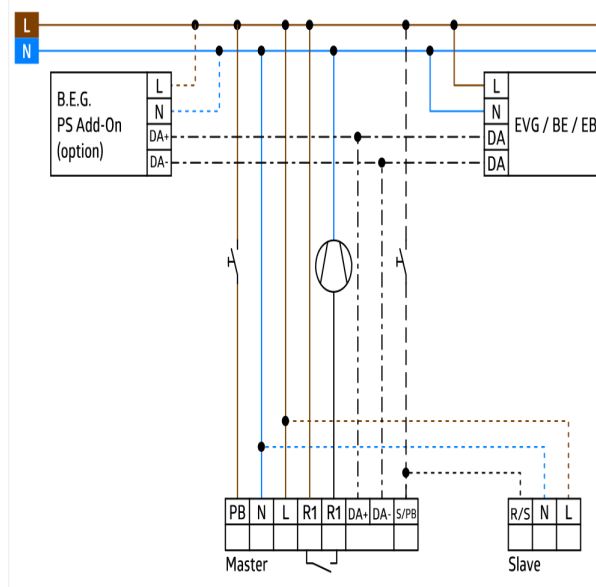 L
N
B.E.G.
PS Add-On
(option)
L
N
DA+
DA-
L
N
DA
DA
EVG / BE / EB
PB N L R1 R1 DA+ DA- S/PB
R/S N L
Master
Slave